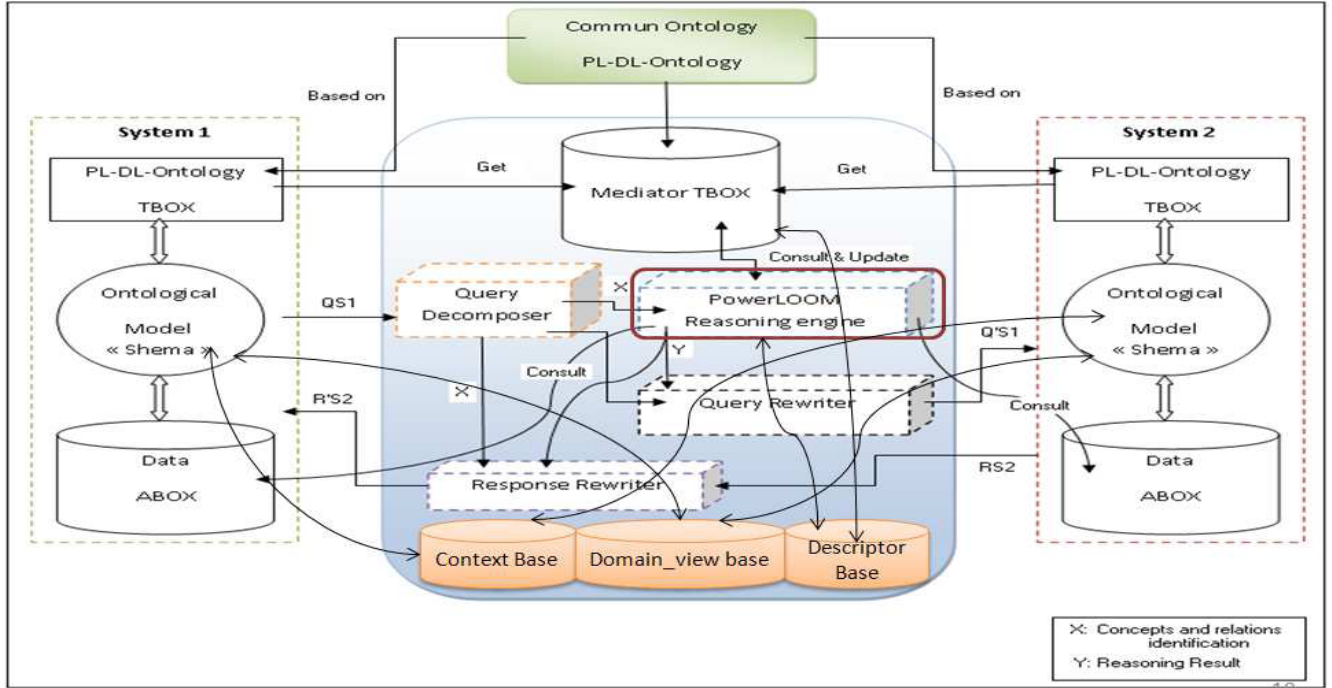 Commun Ontology
PL-DL-Ontology
Based on
Based on
System 1
System 2
PL-DL-Ontology
TBOX
Get
Mediator TBOX
Get
PL-DL-Ontology
TBOX
Consult & Update
Ontological
Model
« Shema »
QS1
Query
Decomposer
X
PowerLOOM
Reasoning engine
Ontological
Model
« Shema »
Q'S1
Y
Consult
X
R'S2
Query Rewriter
Consult
Data
ABOX
Response Rewriter
RS2
Data
ABOX
Context Base
Domain_view base
Descriptor
Base
X: Concepts and relations
identification
Y: Reasoning Result